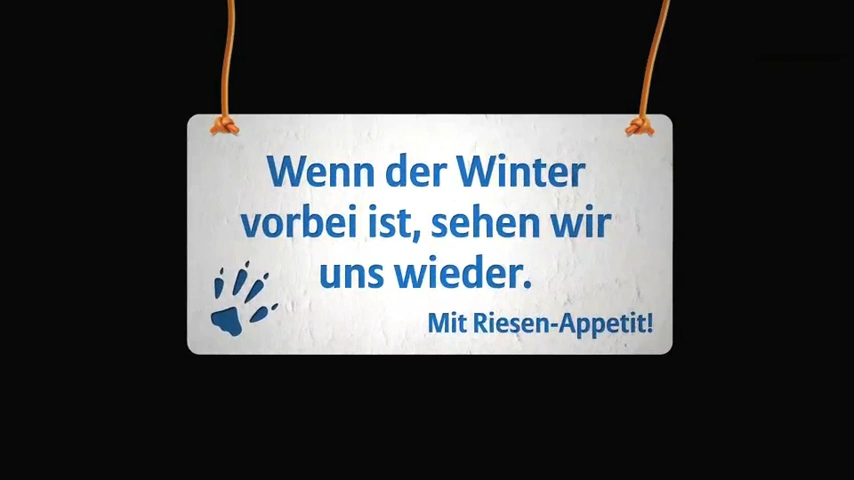 Wenn der Winter
vorbei ist, sehen wir
uns wieder.
Mit Riesen-Appetit!